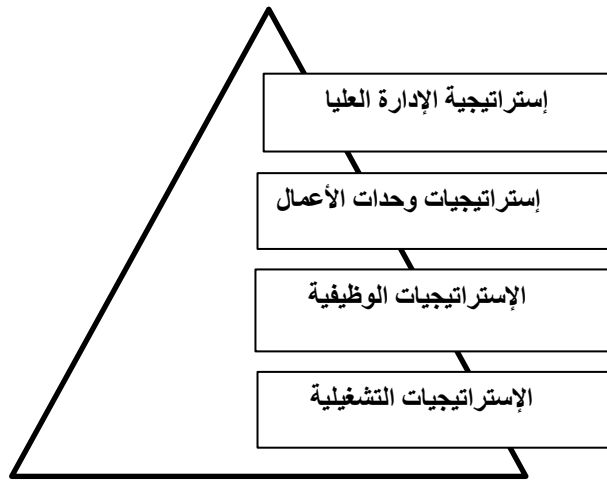 إستراتيجية الإدارة العليا
إستراتيجيات وحدات الأعمال
الإستراتيجيات الوظيفية
الإستراتيجيات التشغيلية